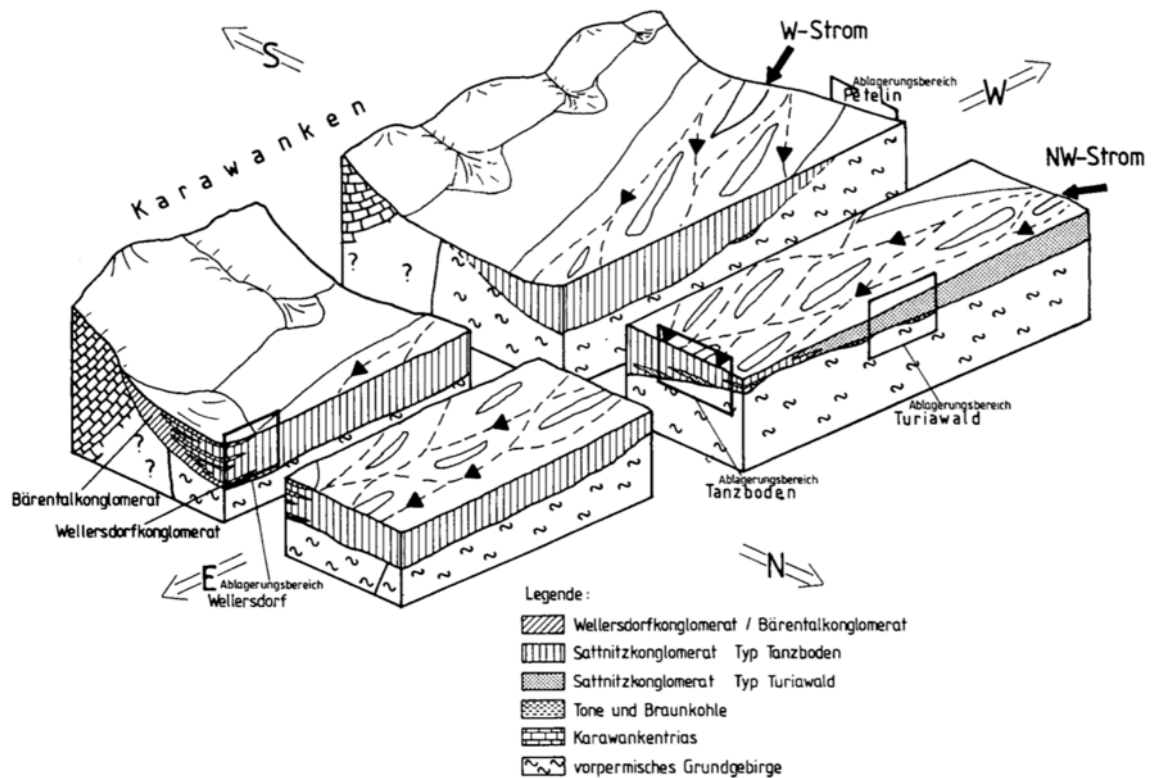 S
W-Strom
Ablagerungsbereich
Petelin
W
Karawanken
NW-Strom
?
?
?
?
Ablagerungsbereich
Turiawald
Ablagerungsbereich
Tanzboden
Bärentalkonglomerat
Wellersdorfkonglomerat
E
Ablagerungsbereich
Wellersdorf
N
Legende:
Wellersdorfkonglomerat / Bärentalkonglomerat
Sattnitzkonglomerat Typ Tanzboden
Sattnitzkonglomerat Typ Turiawald
Tone und Braunkohle
Karawankentrias
vorpermisches Grundgebirge